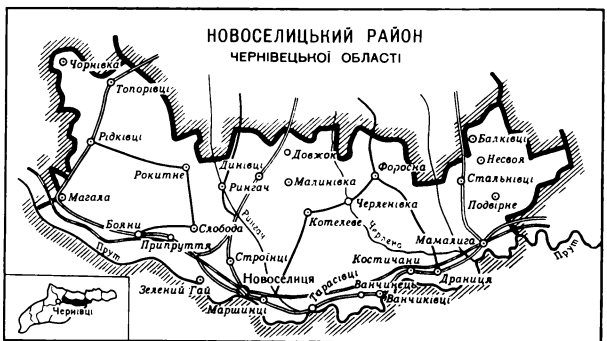 НОВОСЕЛИЦЬКИЙ РАЙОН
ЧЕРНІВЕЦЬКОЇ ОБЛАСТІ
Чорнівка
Топорівці
Рідківці
Рокитне
Магала
Бояни
Слобода
Припруття
Прут
Зелений Гай
Динівці
Рингач
Рингач
Довжок
Малинівка
Форосна
Черленівка
Котелеве
Черлена
Строїнці
Новоселиця
Маршинці
Тарасівці
Ванчинець
Ванчиківці
Костичани
Драниця
Мамалига
Балківці
Несвоя
Стальнівці
Подвірне
Прут
Чернівці